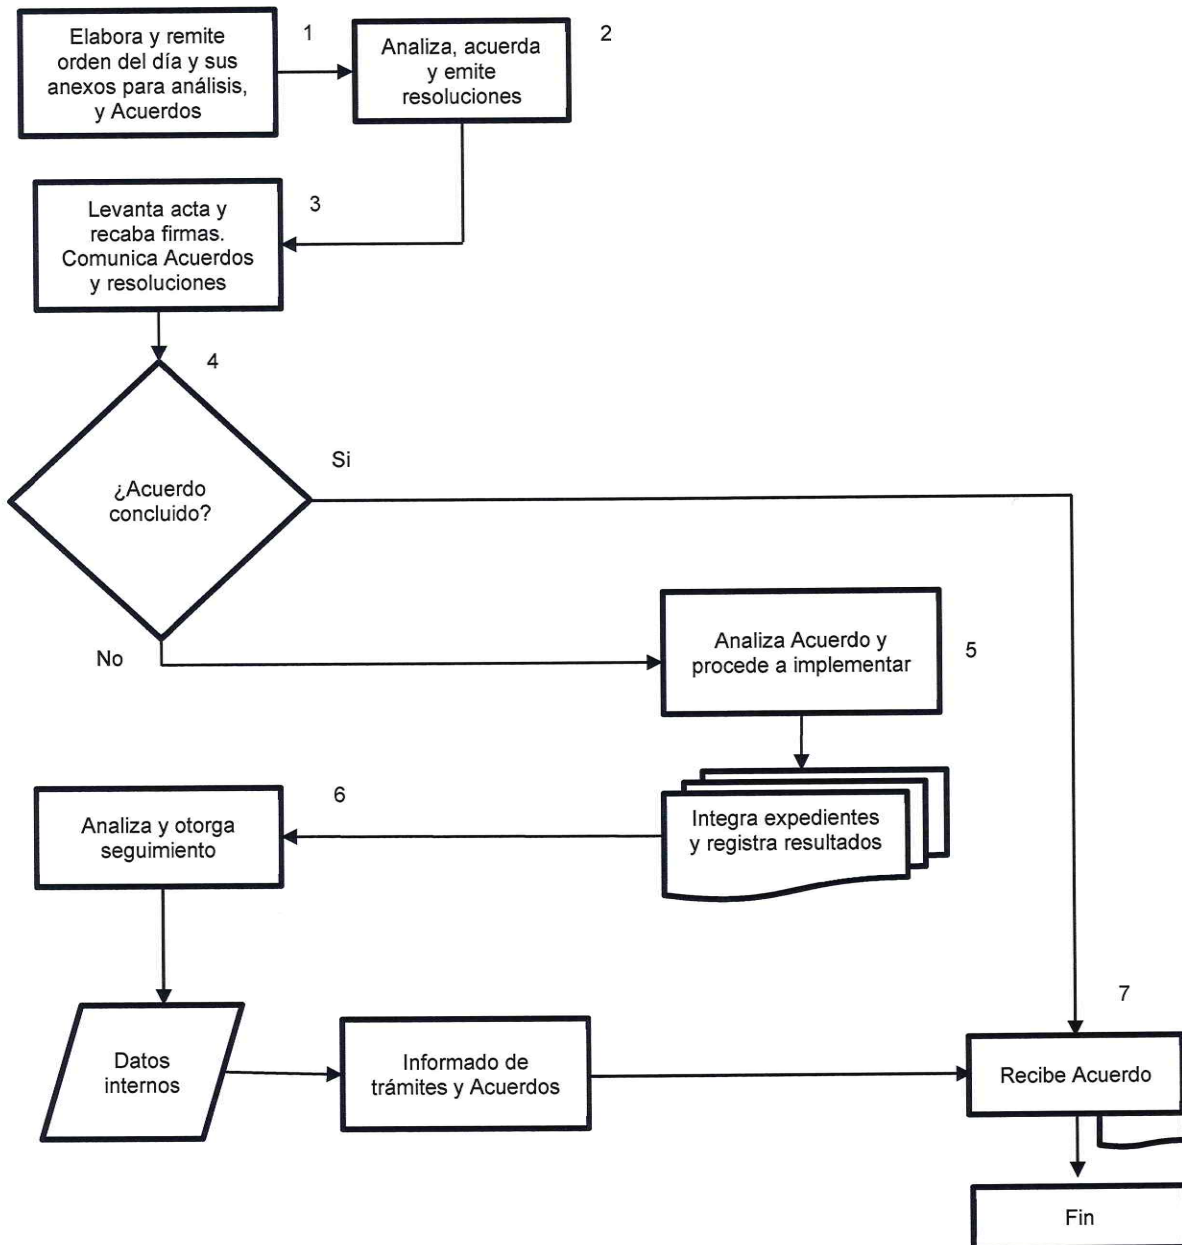 Elabora y remite
orden del día y sus
anexos para análisis,
y Acuerdos
1
Analiza, acuerda
y emite
resoluciones
2
Levanta acta y
recaba firmas.
Comunica Acuerdos
y resoluciones
3
4
¿Acuerdo
concluido?
Si
No
Analiza Acuerdo y
procede a implementar
5
Integra expedientes
y registra resultados
6
Analiza y otorga
seguimiento
Datos
internos
Informado de
trámites y Acuerdos
7
Recibe Acuerdo
Fin